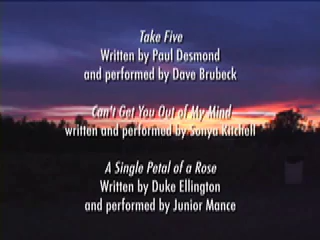 Take Five
Written by Paul Desmond
and performed by Dave Brubeck
Can't Get You Out of My Mind
written and performed by Sonya Kitchell
A Single Petal of a Rose
Written by Duke Ellington
and performed by Junior Mance